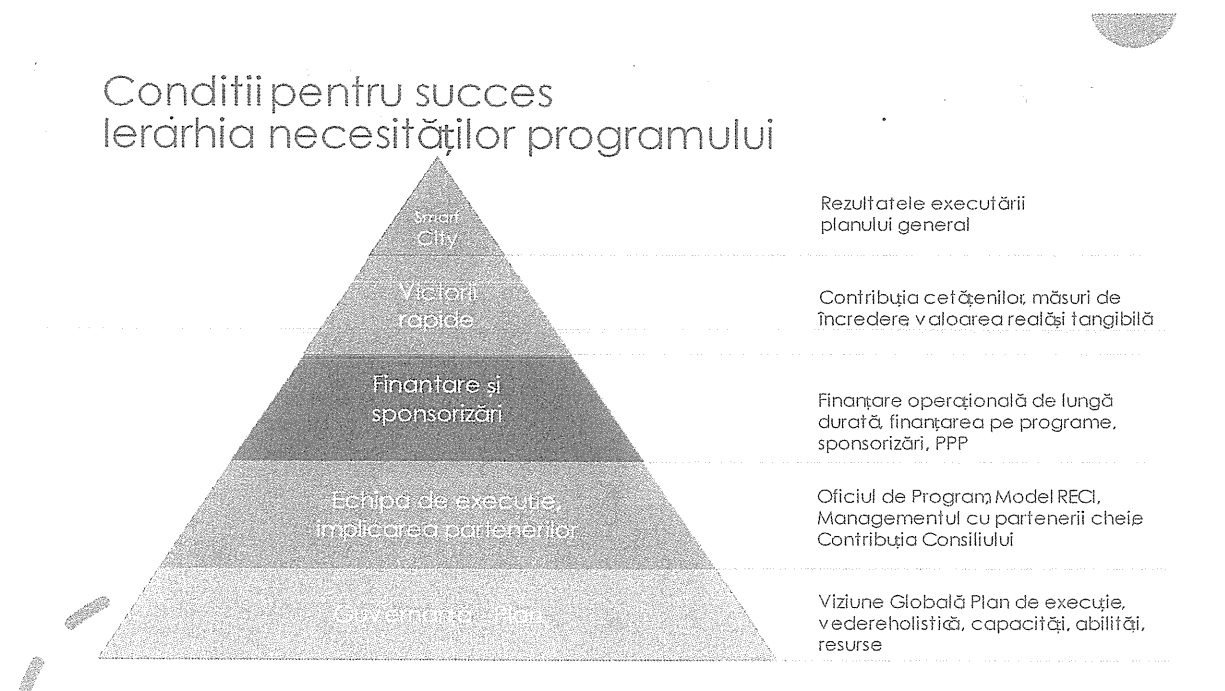 Conditii pentru succes
Ierarhia necesităților programului
Smart
City
Rezultatele executării
planului general
Victorii
rapide
Contribuția cetățenilor, măsuri de
încredere, valoarea reală și tangibilă
Finantare și
sponsorizări
Finanțare operațională de lungă
durată, finanțarea pe programe,
sponsorizări, PPP
Echipa de execuție,
implicarea partenerilor
Oficiul de Program, Model RECI,
Managementul cu partenerii cheie
Contribuția Consiliului
Guvernanța - Plan
Viziune Globală Plan de execuție,
vedere holistică, capacități, abilități,
resurse